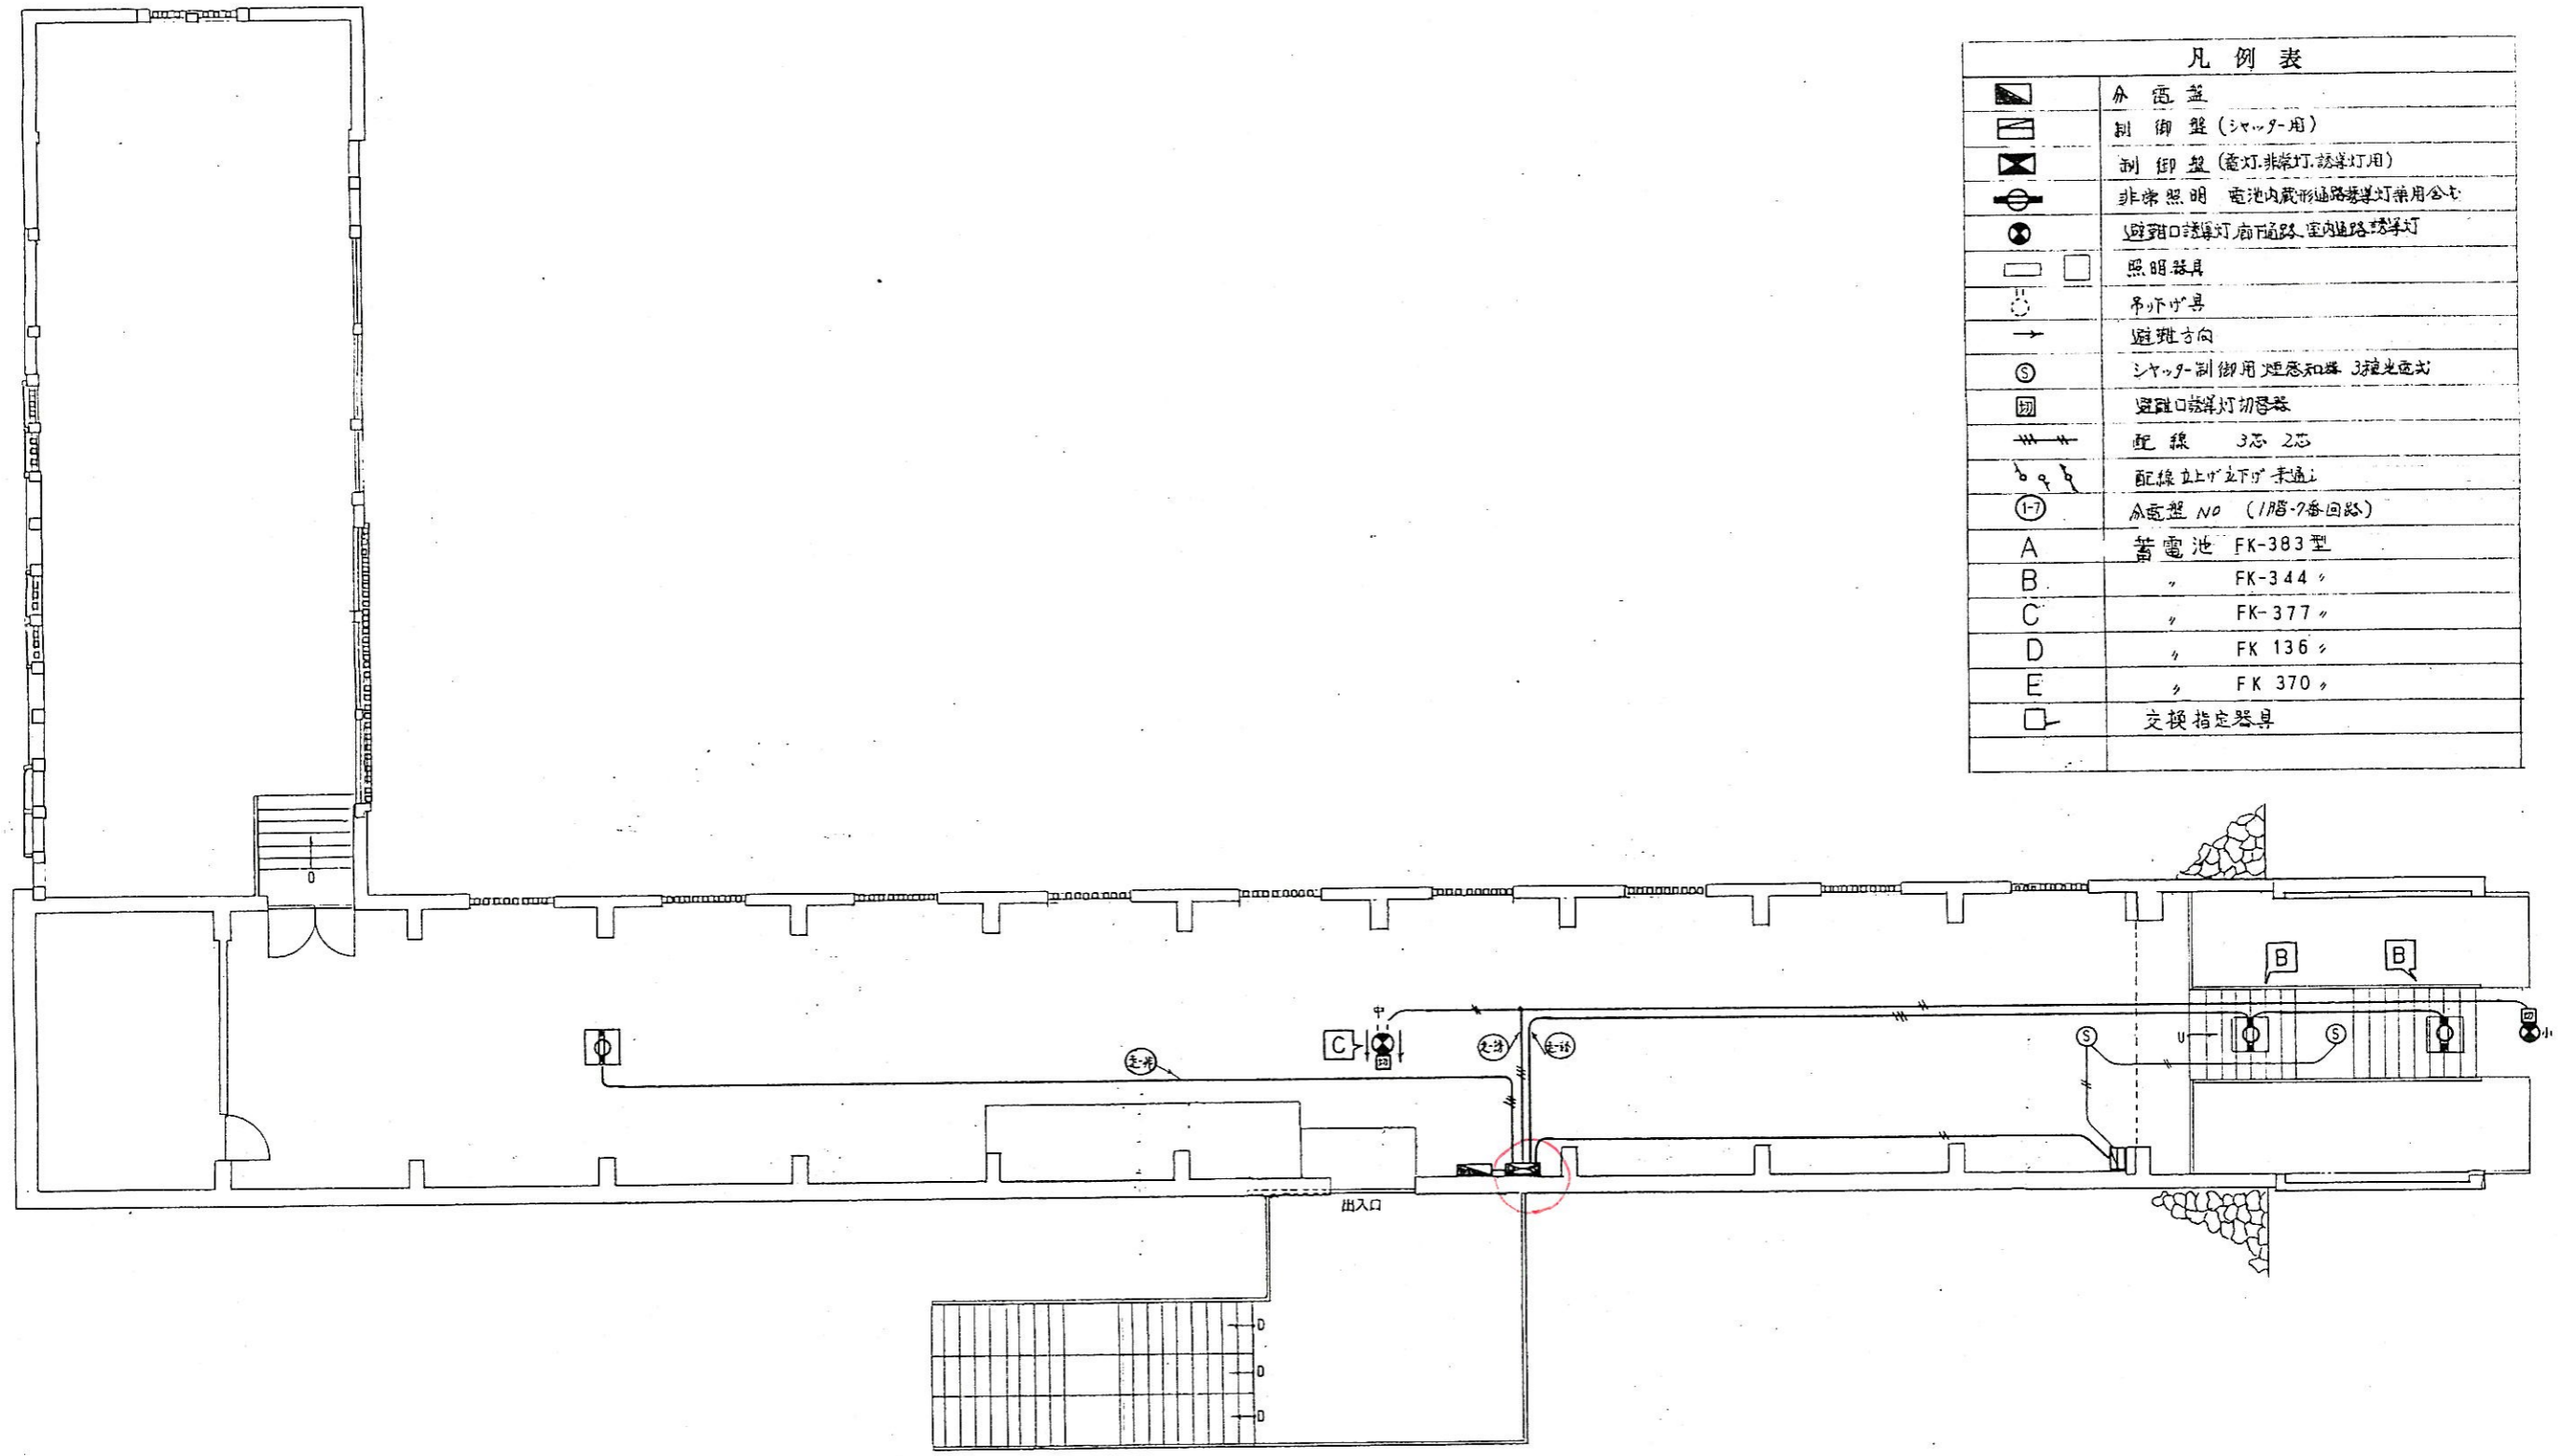 凡例表
分電盤
制御盤 (シャッター用)
制御盤 (電灯.非常灯.誘導灯用)
非常照明 電池内蔵形通路誘導灯兼用含む
避難口誘導灯.廊下通路.室内通路誘導灯
照明器具
吊下げ具
避難方向
S シャッター制御用煙感知器 3種光電式
切 避難口誘導灯切替器
配線 3芯 2芯
配線立上げ立下げ素通し
1-7 分電盤 NO (1階-7番回路)
A 蓄電池 FK-383型
B 〃 FK-344〃
C 〃 FK-377〃
D 〃 FK 136〃
E 〃 FK 370〃
交換指定器具
D
B B
中
C 切
S U S
切 小
出入口
D
D
D